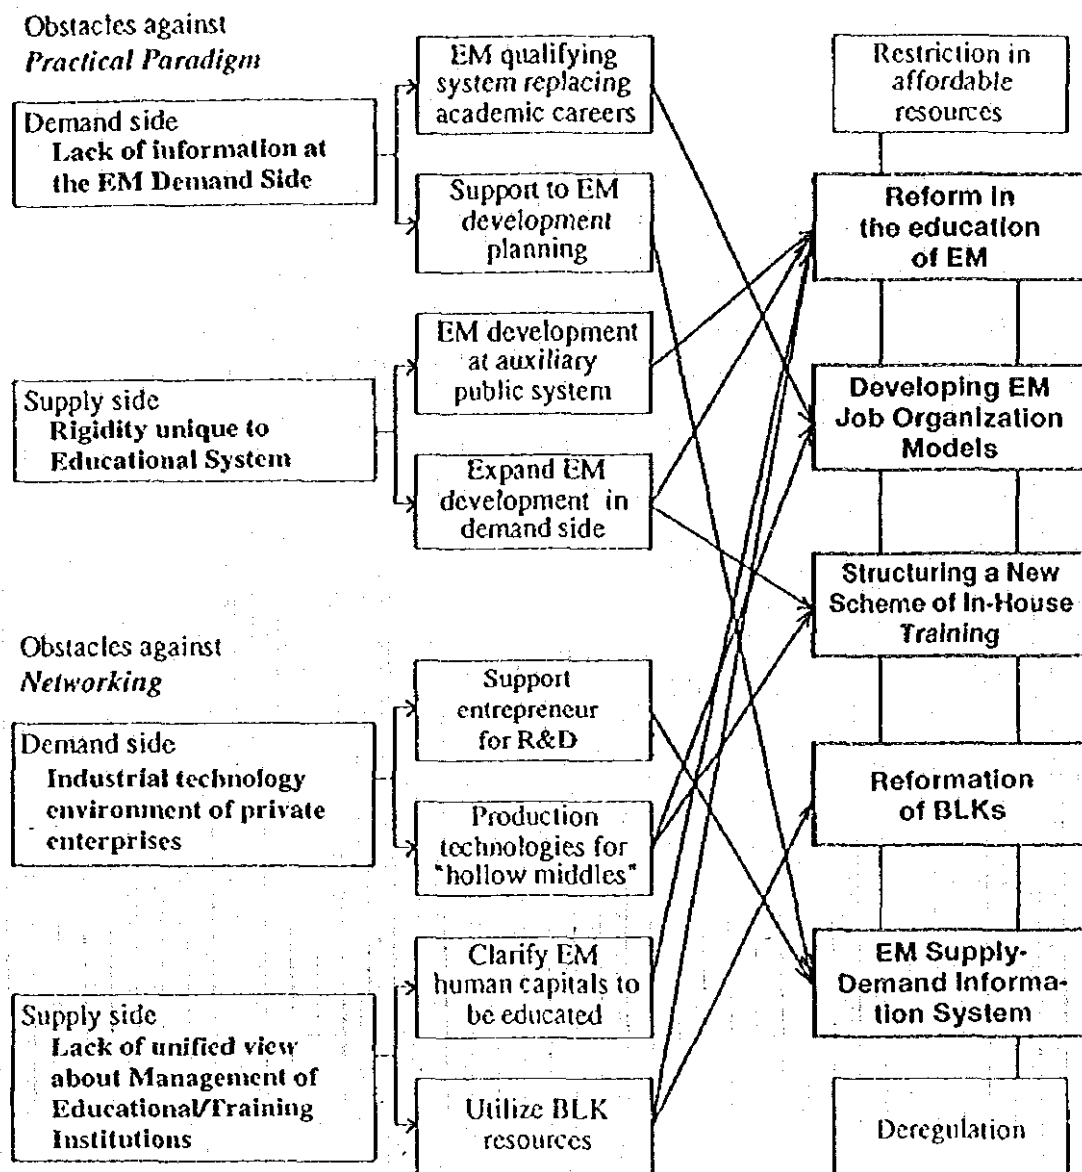 Obstacles against
Practical Paradigm
Demand side
Lack of information at
the EM Demand Side
Supply side
Rigidity unique to
Educational System
Obstacles against
Networking
Demand side
Industrial technology
environment of private
enterprises
Supply side
Lack of unified view
about Management of
Educational/Training
Institutions
EM qualifying
system replacing
academic careers
Support to EM
development
planning
EM development
at auxiliary
public system
Expand EM
development in
demand side
Support
entrepreneur
for R&D
Production
technologies for
"hollow middles"
Clarify EM
human capitals to
be educated
Utilize BLK
resources
Restriction in
affordable
resources
Reform in
the education
of EM
Developing EM
Job Organization
Models
Structuring a New
Scheme of In-House
Training
Reformation
of BLKs
EM Supply-
Demand Informa-
tion System
Deregulation